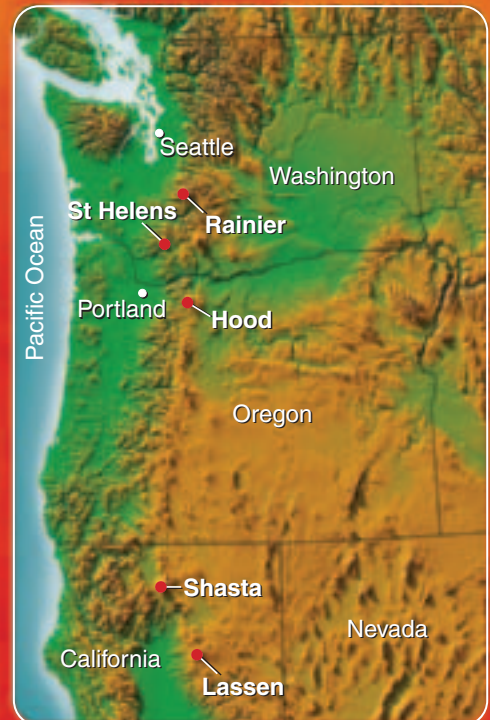 Seattle
Washington
St Helens
Rainier
Pacific Ocean
Portland
Hood
Oregon
Shasta
Nevada
California
Lassen